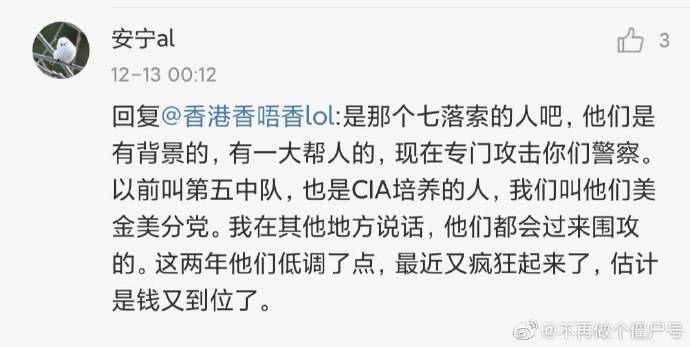 安宁al
3
12-13 00:12
回复@香港香唔香lol:是那个七落索的人吧，他们是
有背景的，有一大帮人的，现在专门攻击你们警察。
以前叫第五中队，也是CIA培养的人，我们叫他们美
金美分党。我在其他地方说话，他们都会过来围攻
的。这两年他们低调了点，最近又疯狂起来了，估计
是钱又到位了。
@不再做个僵尸号